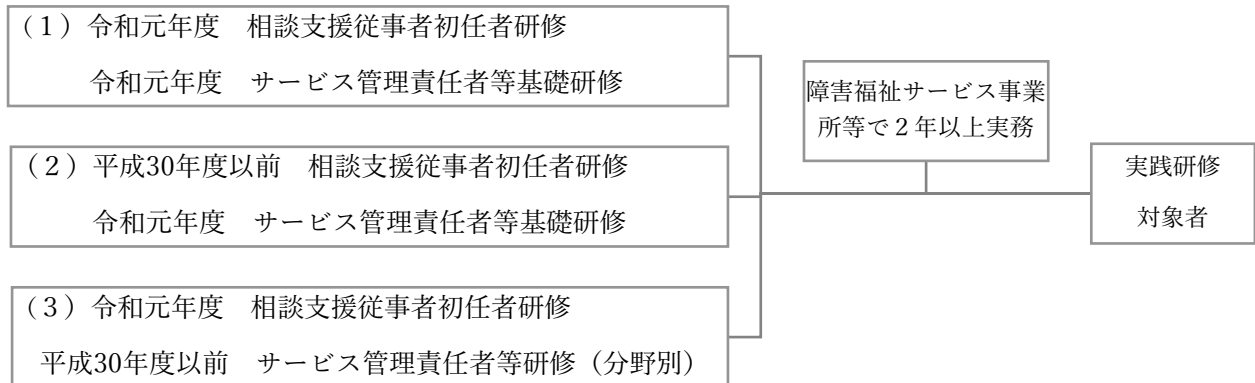 (1)令和元年度　相談支援従事者初任者研修
令和元年度　サービス管理責任者等基礎研修
(2)平成30年度以前　相談支援従事者初任者研修
令和元年度　サービス管理責任者等基礎研修
(3)令和元年度　相談支援従事者初任者研修
平成30年度以前　サービス管理責任者等研修（分野別）
障害福祉サービス事業
所等で２年以上実務
実践研修
対象者